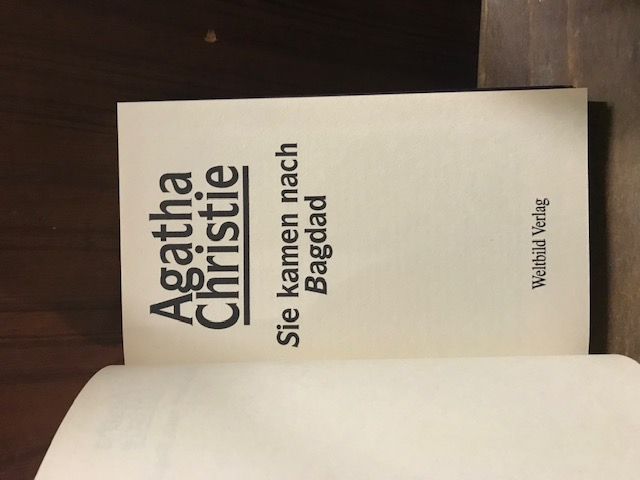 Agatha
Christie
Sie kamen nach
Bagdad
Weltbild Verlag